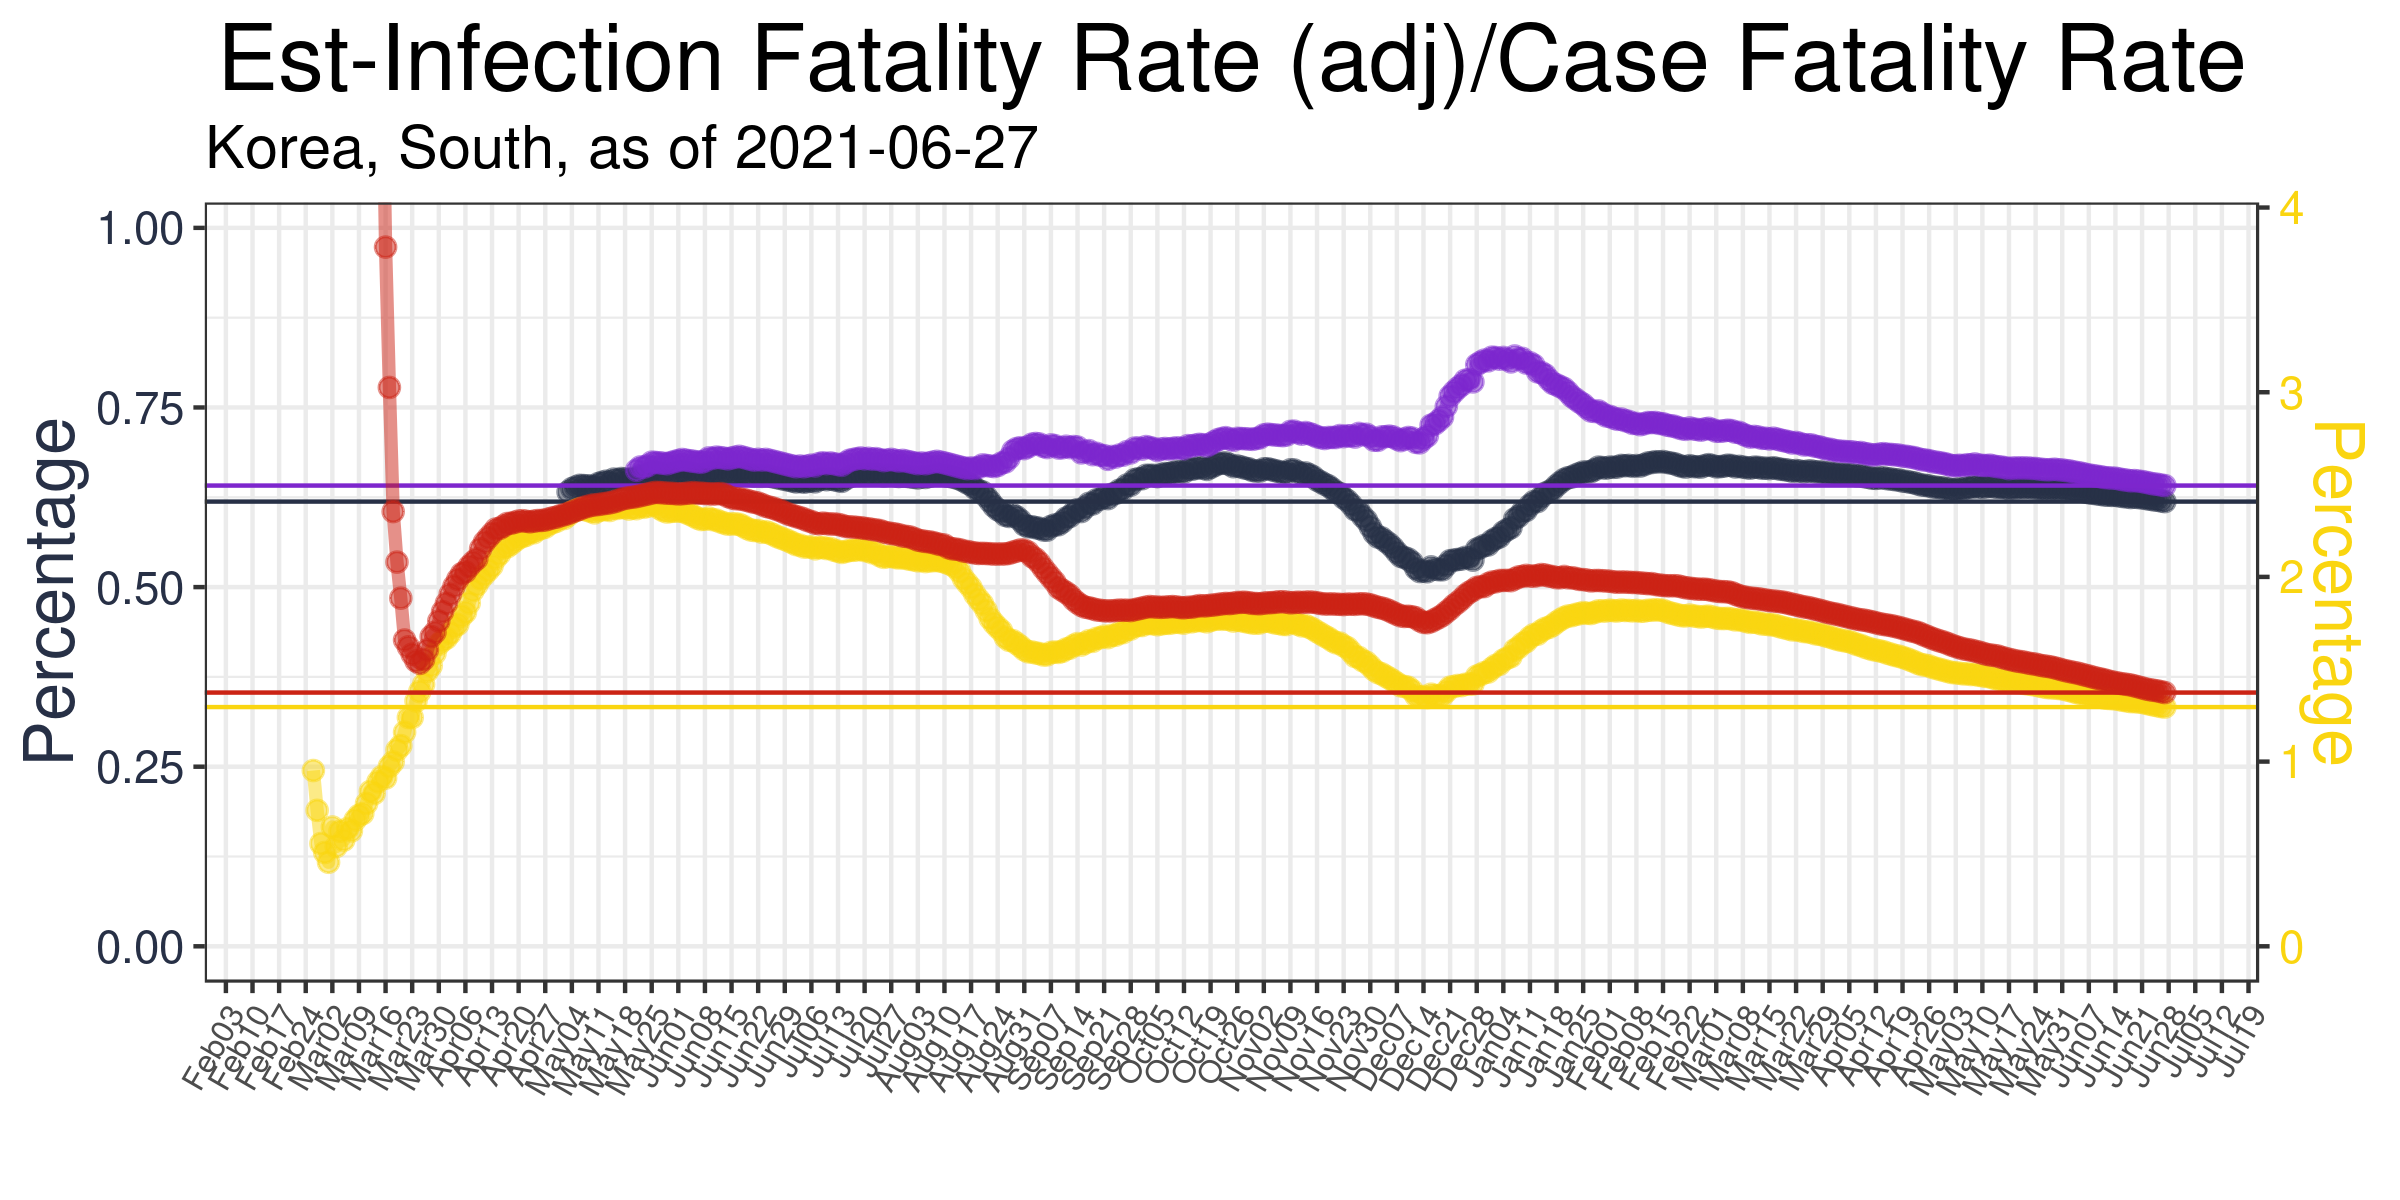 Est-Infection Fatality Rate (adj)/Case Fatality Rate
Korea, South, as of 2021-06-27
Percentage
1.00
0.75
0.50
0.25
0.00
4
3
2
1
0
Percentage
Feb03
Feb10
Feb17
Feb24
Mar02
Mar09
Mar16
Mar23
Mar30
Apr06
Apr13
Apr20
Apr27
May04
May11
May18
May25
Jun01
Jun08
Jun15
Jun22
Jun29
Jul06
Jul13
Jul20
Jul27
Aug03
Aug10
Aug17
Aug24
Aug31
Sep07
Sep14
Sep21
Sep28
Oct05
Oct12
Oct19
Oct26
Nov02
Nov09
Nov16
Nov23
Nov30
Dec07
Dec14
Dec21
Dec28
Jan04
Jan11
Jan18
Jan25
Feb01
Feb08
Feb15
Feb22
Mar01
Mar08
Mar15
Mar22
Mar29
Apr05
Apr12
Apr19
Apr26
May03
May10
May17
May24
May31
Jun07
Jun14
Jun21
Jun28
Jul05
Jul12
Jul19